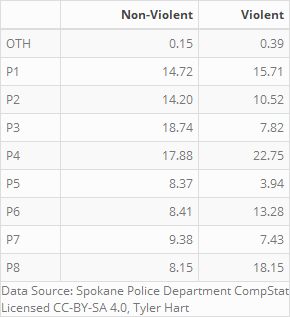 Non-Violent Violent
OTH 0.15 0.39
P1 14.72 15.71
P2 14.20 10.52
P3 18.74 7.82
P4 17.88 22.75
P5 8.37 3.94
P6 8.41 13.28
P7 9.38 7.43
P8 8.15 18.15
Data Source: Spokane Police Department CompStat
Licensed CC-BY-SA 4.0, Tyler Hart